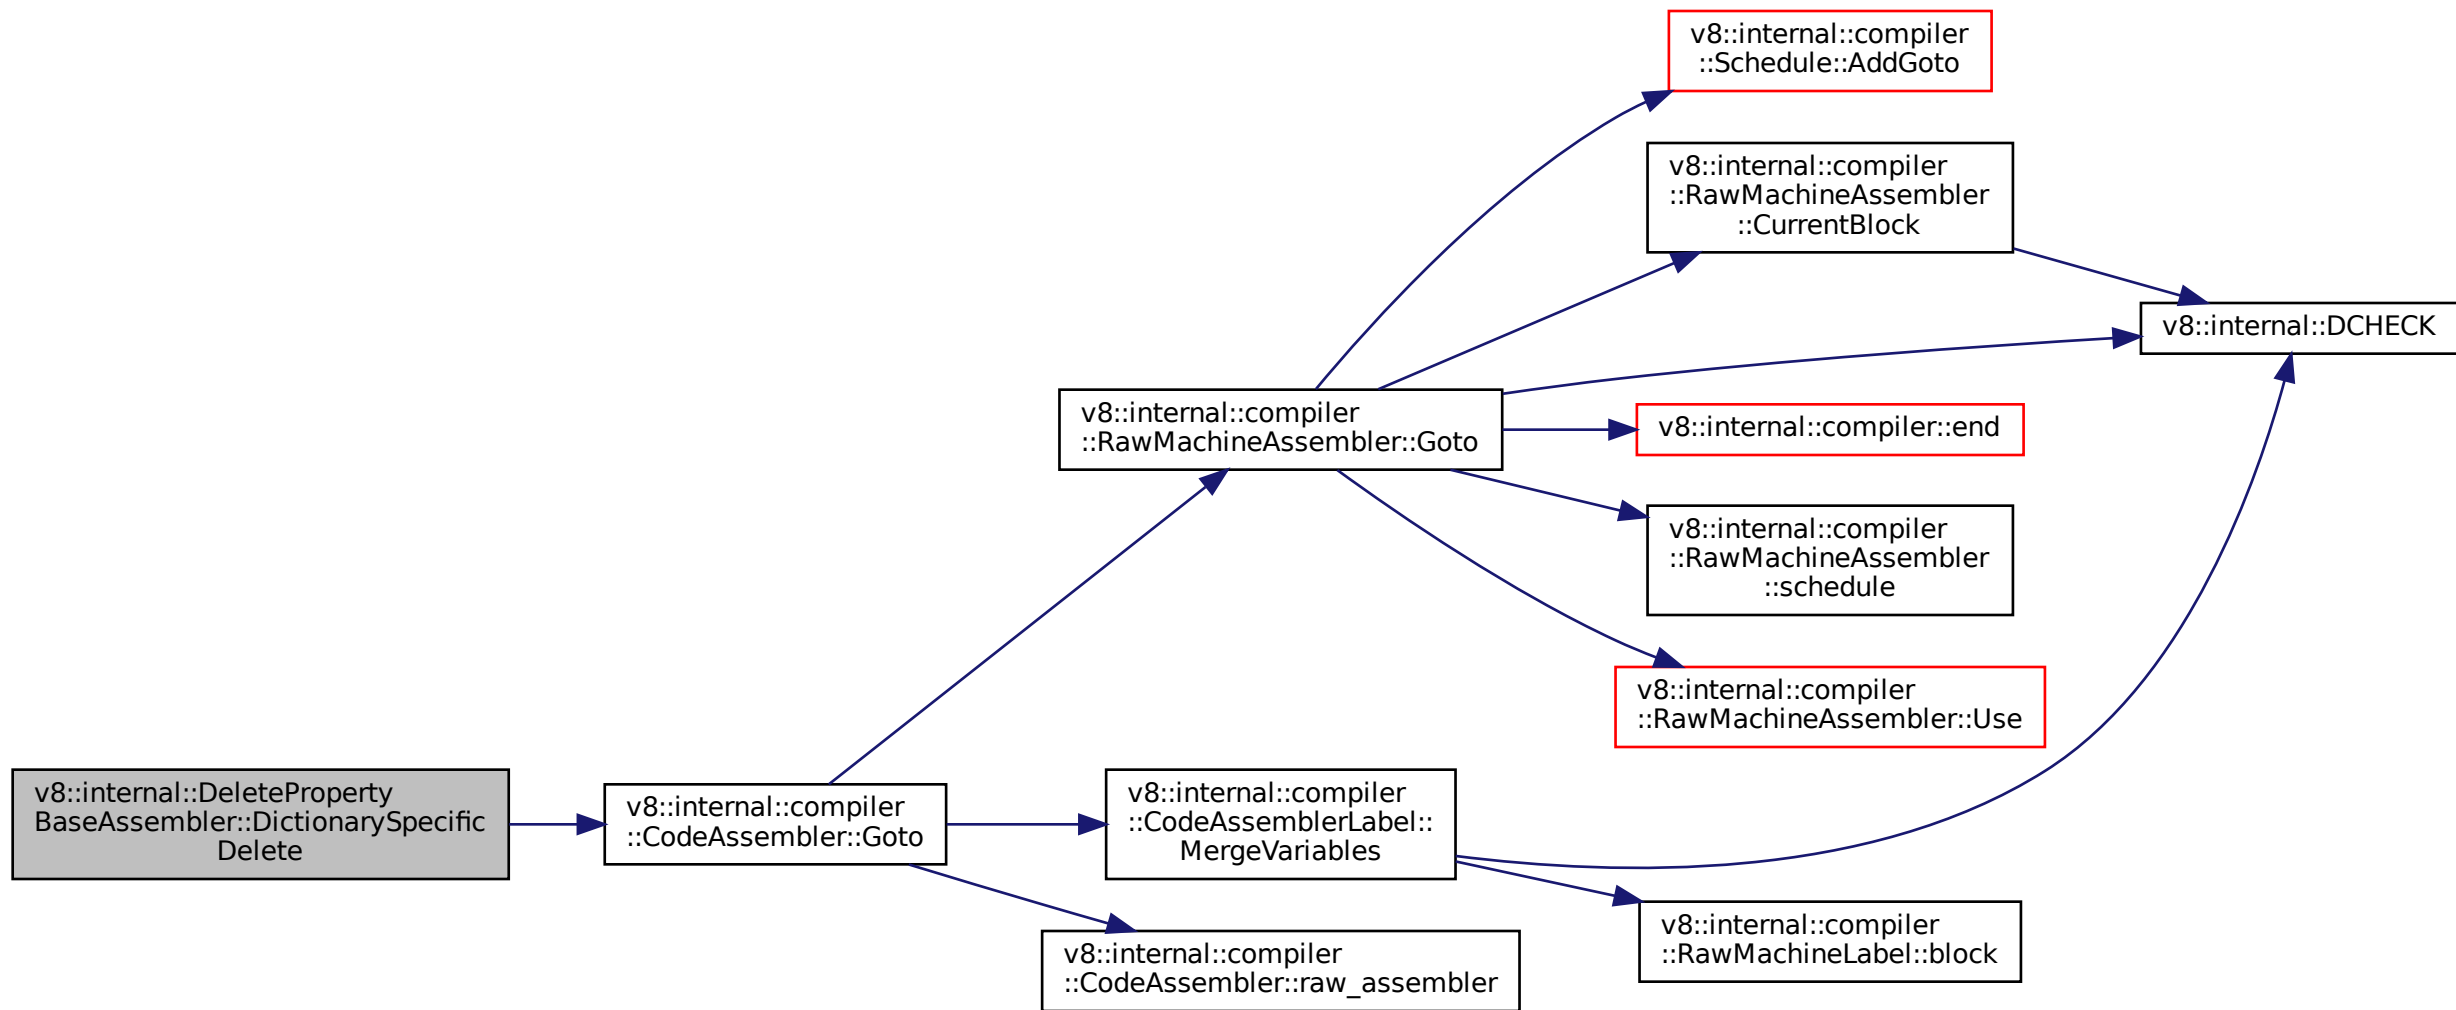 v8::internal::compiler
::Schedule::AddGoto
v8::internal::compiler
::RawMachineAssembler
::CurrentBlock
v8::internal::DCHECK
v8::internal::compiler
::RawMachineAssembler::Goto
v8::internal::compiler::end
v8::internal::compiler
::RawMachineAssembler
::schedule
v8::internal::compiler
::RawMachineAssembler::Use
v8::internal::DeleteProperty
BaseAssembler::DictionarySpecific
Delete
v8::internal::compiler
::CodeAssembler::Goto
v8::internal::compiler
::CodeAssemblerLabel::
MergeVariables
v8::internal::compiler
::RawMachineLabel::block
v8::internal::compiler
::CodeAssembler::raw_assembler